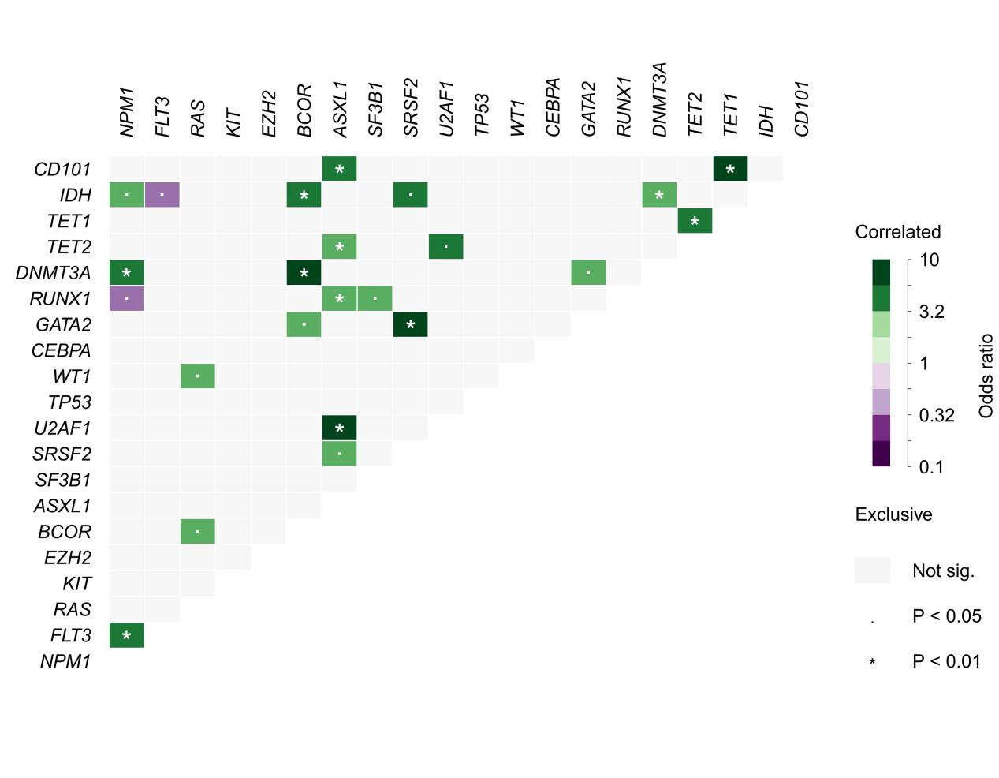 NPM1
FLT3
RAS
KIT
EZH2
BCOR
ASXL1
SF3B1
SRSF2
U2AF1
TP53
WT1
CEBPA
GATA2
RUNX1
DNMT3A
TET2
TET1
IDH
CD101
CD101 * *
IDH · · * · *
TET1 *
TET2 * ·
DNMT3A * * ·
RUNX1 · * ·
GATA2 · *
CEBPA
WT1 ·
TP53
U2AF1 *
SRSF2 ·
SF3B1
ASXL1
BCOR ·
EZH2
KIT
RAS
FLT3 *
NPM1
Correlated
10
3.2
1
0.32
0.1
Odds ratio
Exclusive
Not sig.
. P < 0.05
* P < 0.01